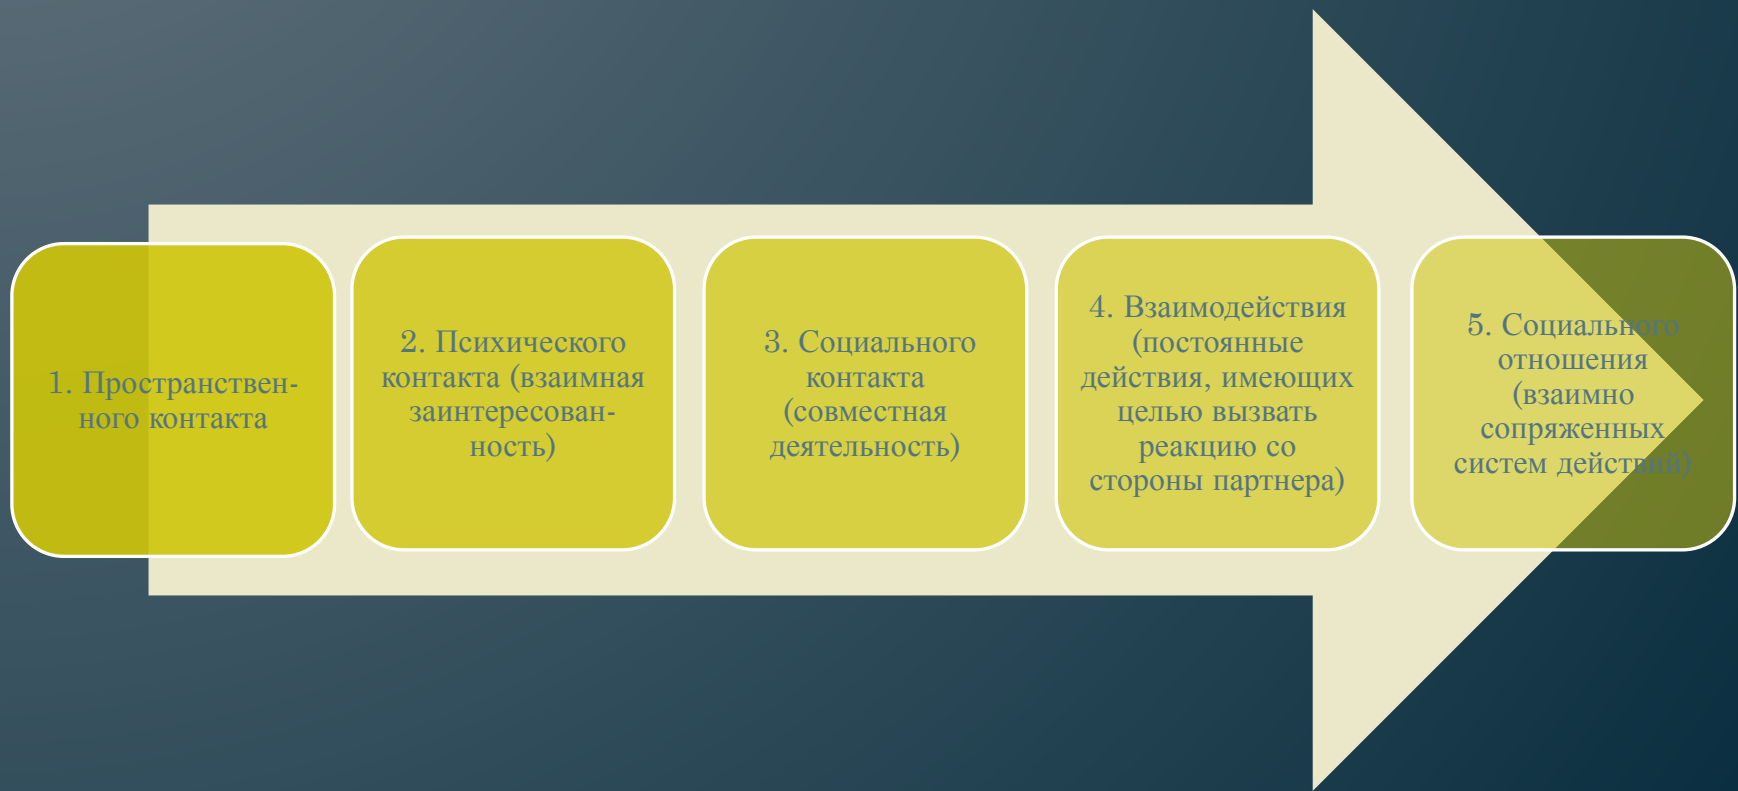 1. Пространствен-
ного контакта
2. Психического
контакта (взаимная
заинтересован-
ность)
3. Социального
контакта
(совместная
деятельность)
4. Взаимодействия
(постоянные
действия, имеющих
целью вызвать
реакцию со
стороны партнера)
5. Социального
отношения
(взаимно
сопряженных
систем действий)